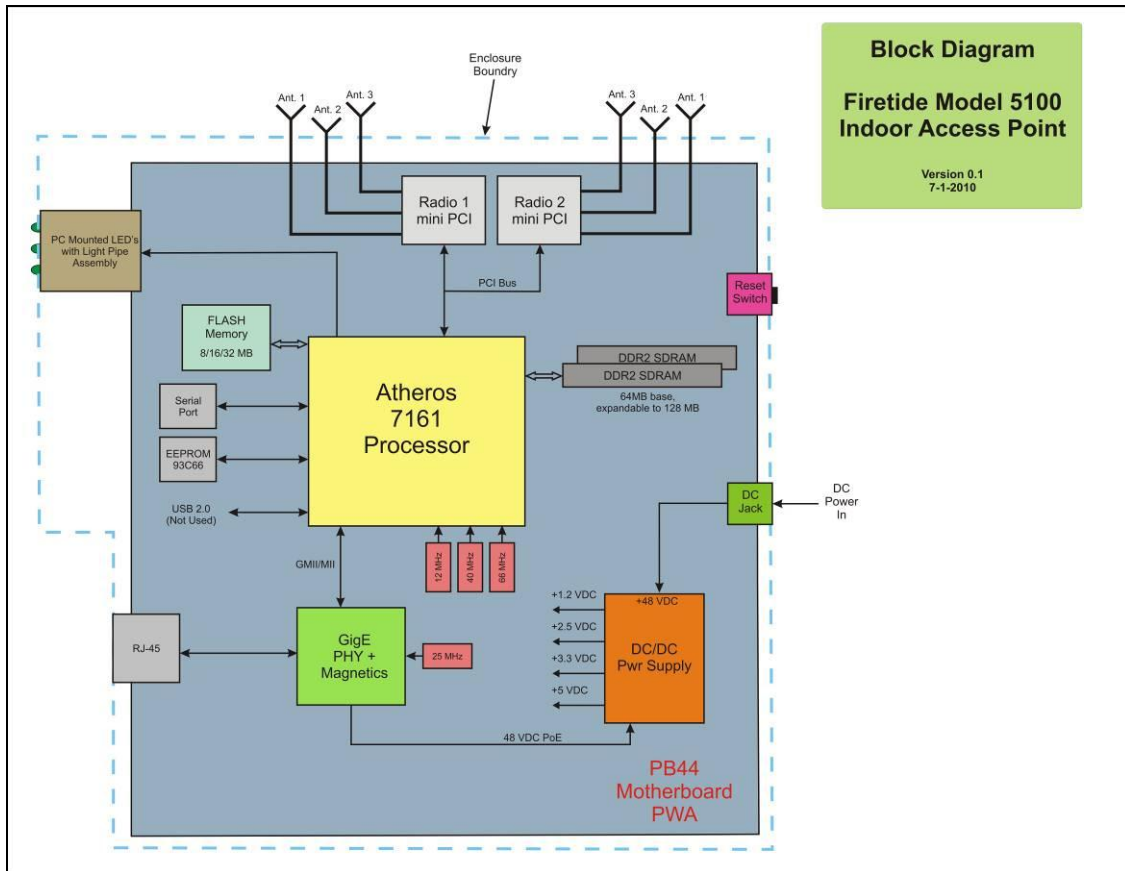 Block Diagram
Firetide Model 5100
Indoor Access Point
Version 0.1
7-1-2010
Enclosure
Boundry
Ant. 1
Ant. 2
Ant. 3
Ant. 3
Ant. 2
Ant. 1
Radio 1
mini PCI
Radio 2
mini PCI
PC Mounted LED's
with Light Pipe
Assembly
PCI Bus
Reset
Switch
FLASH
Memory
8/16/32 MB
DDR2 SDRAM
DDR2 SDRAM
64MB base,
expandable to 128 MB
Atheros
7161
Processor
Serial
Port
EEPROM
93C66
USB 2.0
(Not Used)
DC
Jack
DC
Power
In
GMII/MII
12 MHz
40 MHz
66 MHz
+1.2 VDC
+2.5 VDC
+3.3 VDC
+5 VDC
+48 VDC
DC/DC
Pwr Supply
RJ-45
GigE
PHY +
Magnetics
25 MHz
48 VDC PoE
PB44
Motherboard
PWA